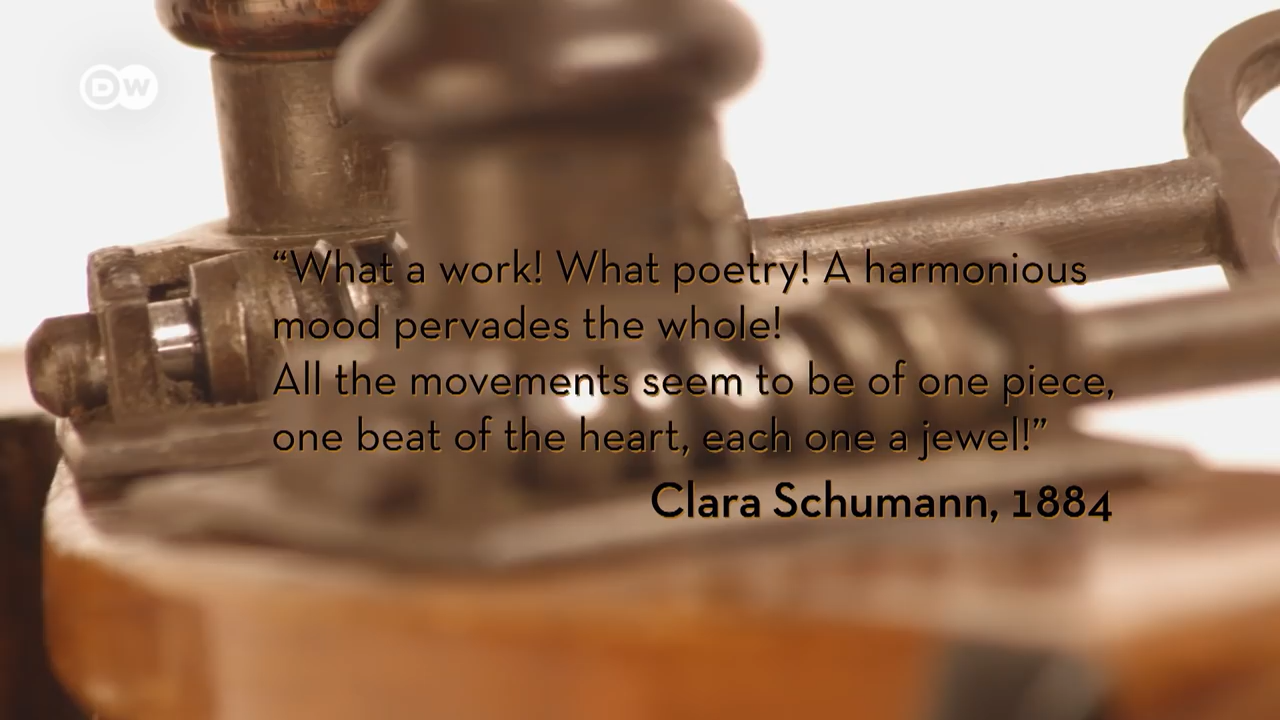 DW
“What a work! What poetry! A harmonious
mood pervades the whole!
All the movements seem to be of one piece,
one beat of the heart, each one a jewel!”
Clara Schumann, 1884